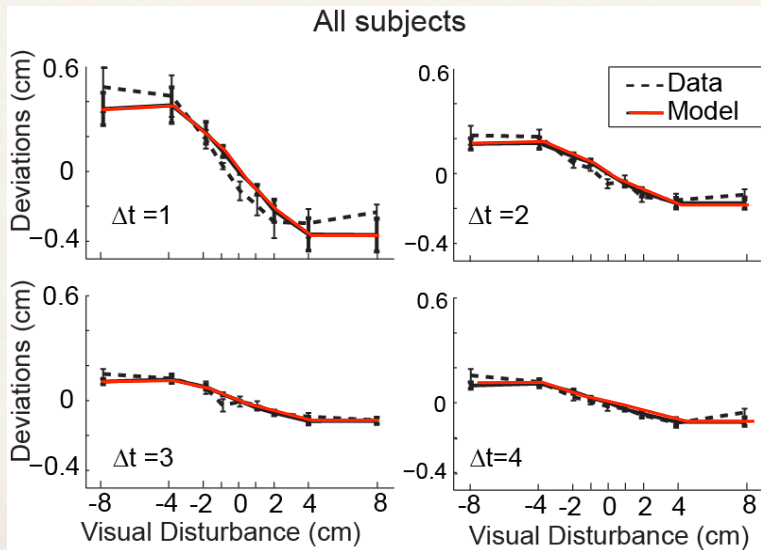 All subjects
Deviations (cm)
0.6
0
−0.4
Δt =1
0.6
0
−0.4
Δt =2
Data
Model
Deviations (cm)
0.6
0
−0.4
Δt =3
-8 -4 -2 0 2 4 8
Visual Disturbance (cm)
0.6
0
−0.4
Δt=4
-8 -4 -2 0 2 4 8
Visual Disturbance (cm)